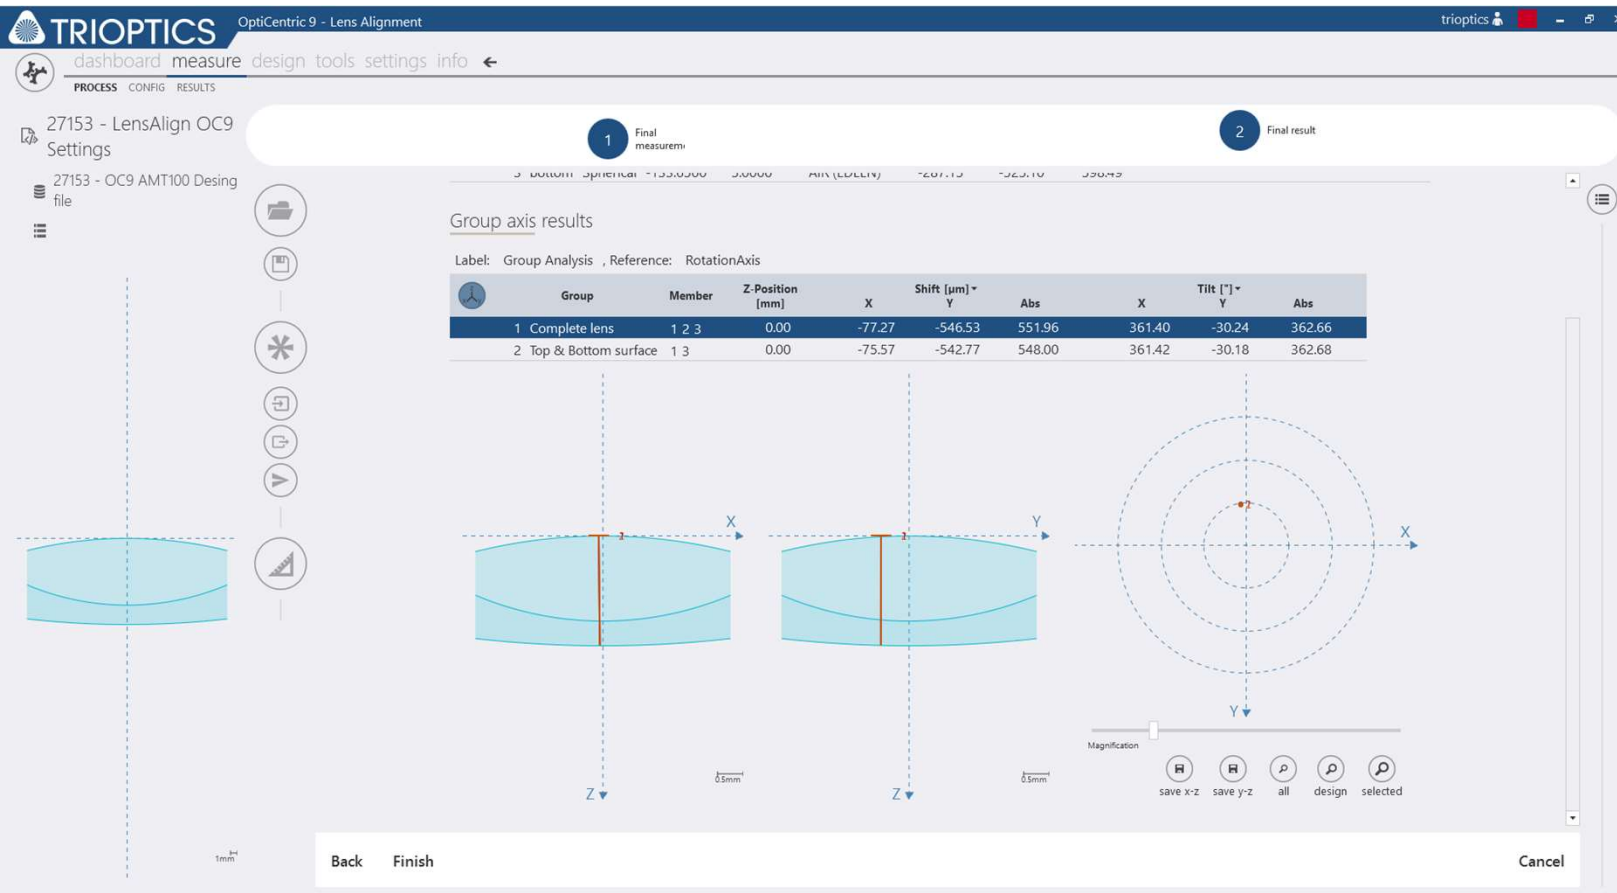 TRIOPTICS
OptiCentric 9 - Lens Alignment
trioptics
dashboard measure design tools settings info
PROCESS CONFIG RESULTS
27153 - LensAlign OC9
Settings
27153 - OC9 AMT100 Desing
file
1 Final
measurem
2 Final result
Group axis results
Label: Group Analysis , Reference: RotationAxis
Group Member Z-Position [mm] Shift [µm] Tilt ["]
X Y Abs X Y Abs
1 Complete lens 1 2 3 0.00 -77.27 -546.53 551.96 361.40 -30.24 362.66
2 Top & Bottom surface 1 3 0.00 -75.57 -542.77 548.00 361.42 -30.18 362.68
X
Y
X
Y
Z
Z
0.5mm
0.5mm
1mm
Magnification
save x-z save y-z all design selected
Back Finish Cancel